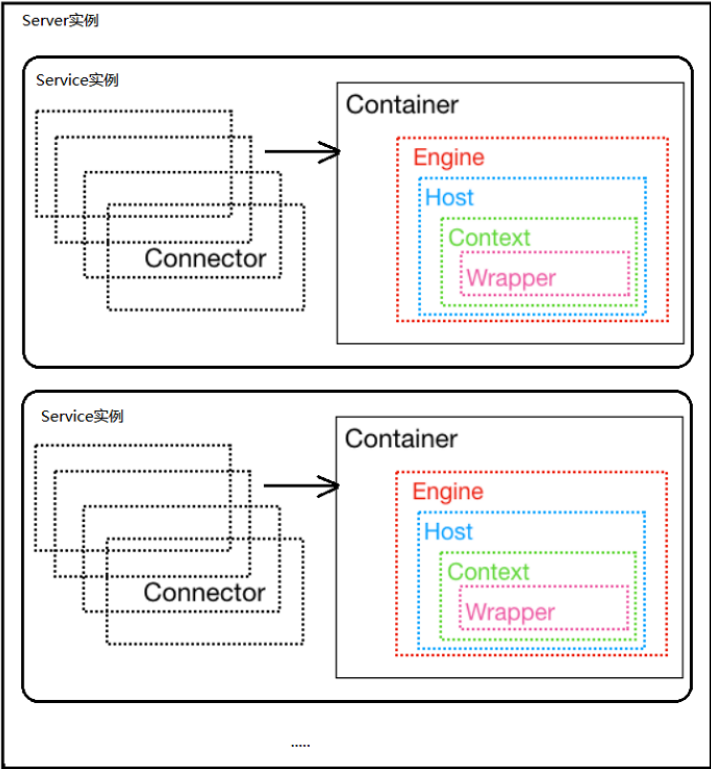 Server实例
Service实例
Container
Engine
Host
Context
Wrapper
Connector
Service实例
Container
Engine
Host
Context
Wrapper
Connector
.....